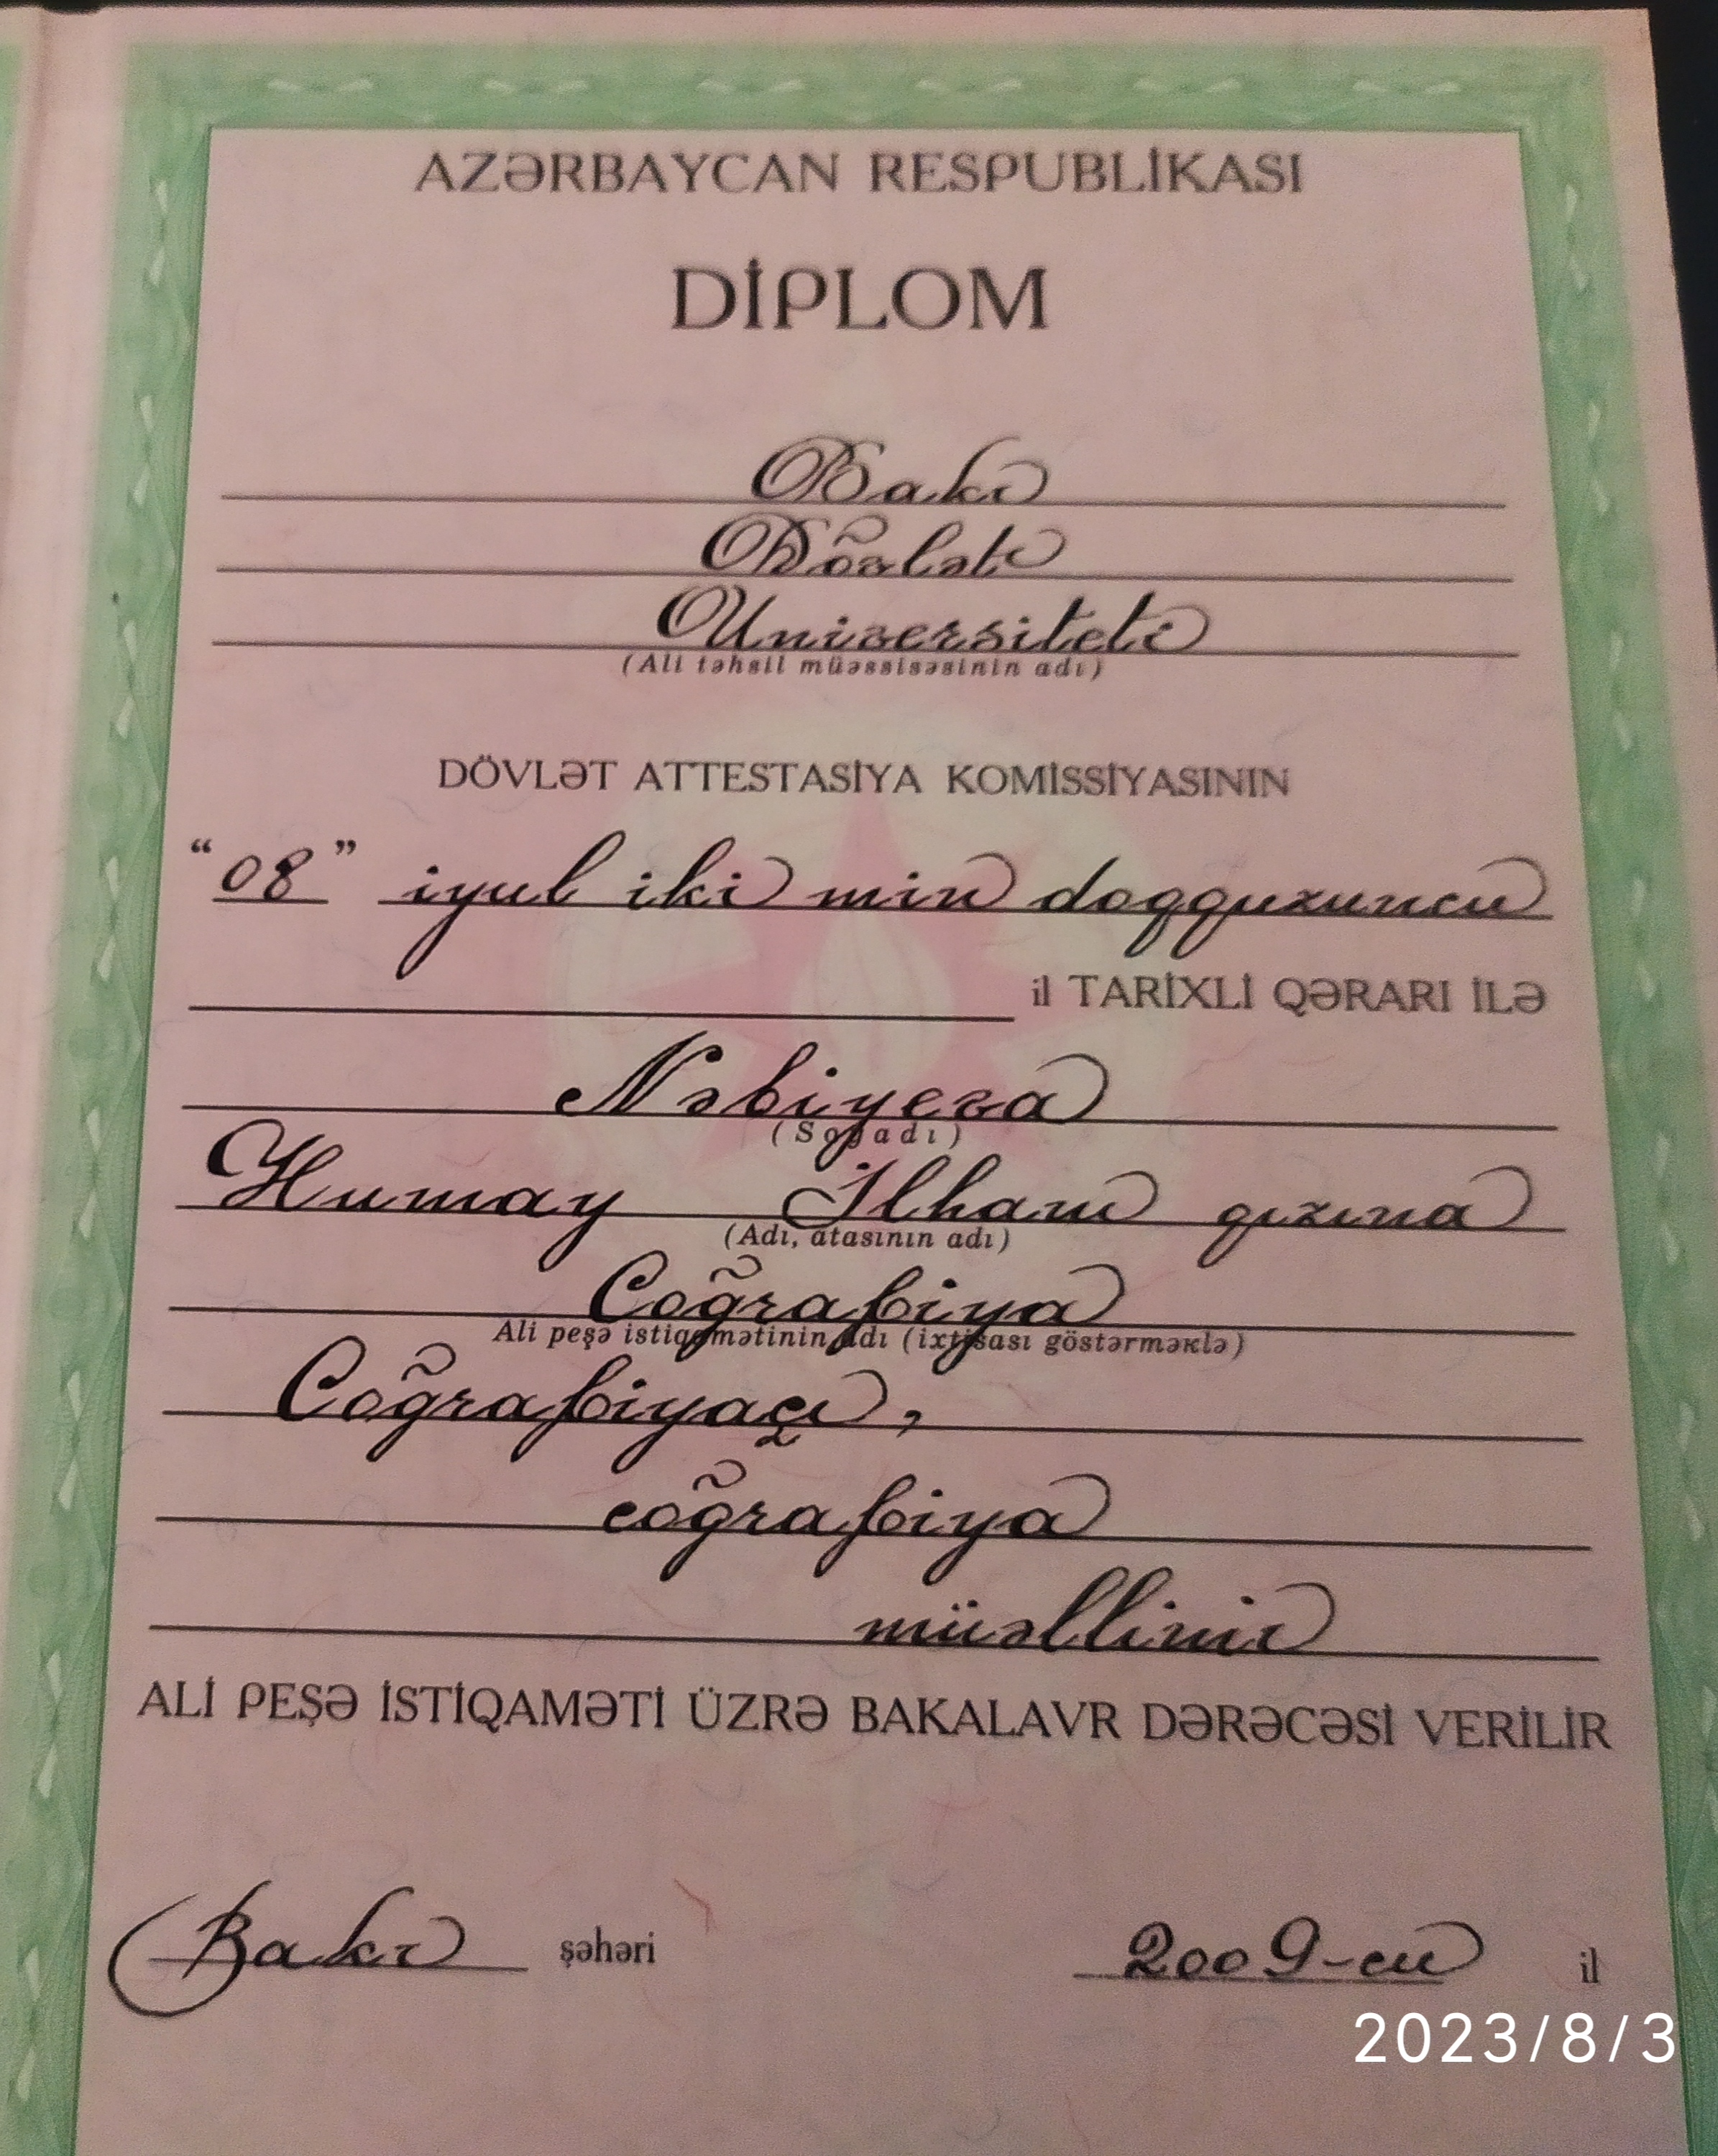 AZƏRBAYCAN RESPUBLİKASI
DİPLOM
Bakı
Dövlət
Universiteti
(Ali təhsil müəssisəsinin adı)
DÖVLƏT ATTESTASİYA KOMİSSİYASININ
“08” iyul iki min doqquzuncu
il TARİXLİ QƏRARI İLƏ
Nəbiyeva
(Soyadı)
Humay İlham qızına
(Adı, atasının adı)
Coğrafiya
Ali peşə istiqamətinin adı (ixtisası göstərməklə)
Coğrafiyaçı,
coğrafiya
müəllimi
ALİ PEŞƏ İSTİQAMƏTİ ÜZRƏ BAKALAVR DƏRƏCƏSİ VERİLİR
Bakı şəhəri 2009-cu il
2023/8/3